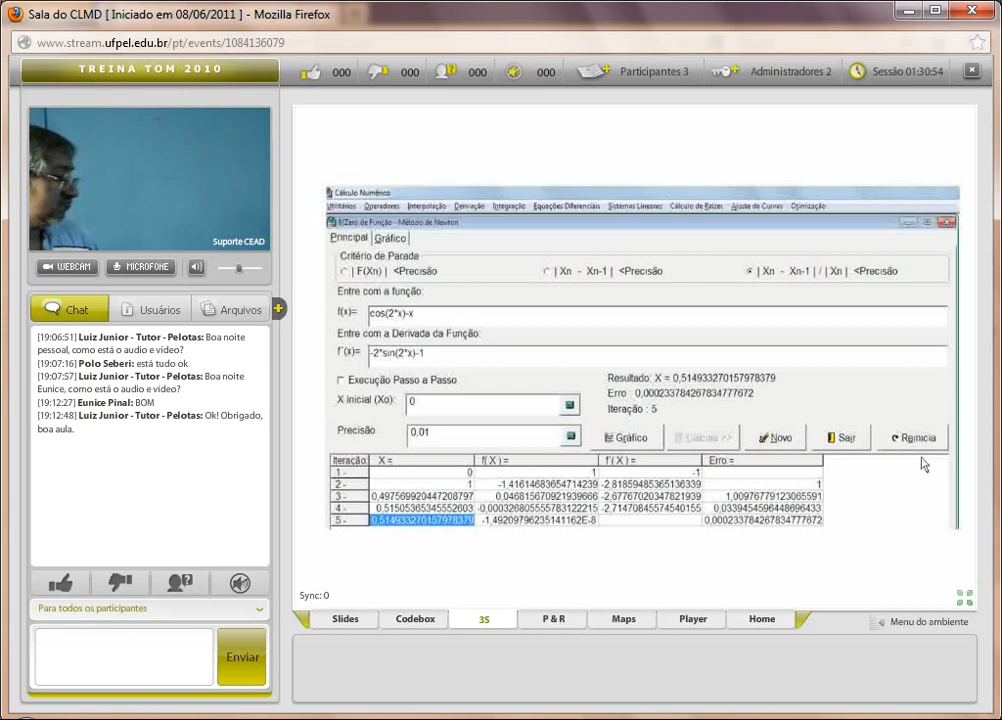 Sala do CLMD [ Iniciado em 08/06/2011 ] - Mozilla Firefox
www.stream.ufpel.edu.br/pt/events/1084136079
TREINA TOM 2010
000 000 000 000 Participantes 3 Administradores 2 Sessão 01:30:54
Suporte CEAD
WEBCAM MICROFONE
Chat Usuários Arquivos
[19:06:51] Luiz Junior - Tutor - Pelotas: Boa noite
pessoal, como está o audio e video?
[19:07:16] Polo Seberi: está tudo ok
[19:07:57] Luiz Junior - Tutor - Pelotas: Boa noite
Eunice, como está o audio e video?
[19:12:27] Eunice Pinal: BOM
[19:12:48] Luiz Junior - Tutor - Pelotas: Ok! Obrigado,
boa aula.
Para todos os participantes
Enviar
Cálculo Numérico
Utilitários Operadores Interpolação Derivação Integração Equações Diferenciais Sistemas Lineares Cálculo de Raízes Ajuste de Curvas Otimização
Zero de Função - Método de Newton
Principal Gráfico
Critério de Parada
| F(Xn) | <Precisão | Xn - Xn-1 | <Precisão | Xn - Xn-1 | / | Xn | <Precisão
Entre com a função:
f(x)= cos(2*x)-x
Entre com a Derivada da Função:
f'(x)= -2*sin(2*x)-1
Execução Passo a Passo
X inicial (Xo): 0
Precisão 0,01
Resultado: X = 0,514933270157978379
Erro 0,000233784267834777672
Iteração : 5
Gráfico Calcula >> Novo Sair Reinicia
Iteração: X = f( X ) = f'( X ) = Erro =
1 - 0 1 -1
2 - 1 -1,41614683654714239 -2,81859485365136339 1
3 - 0,497569920447208797 0,046815670921939666 -2,67767020347821939 1,00976779123065591
4 - 0,51505365345552603 -0,000326805555783122215 -2,71470845574540155 0,0339454596448696433
5 - 0,514933270157978379 -1,49209796235141162E-8 0,000233784267834777672
Sync: 0
Slides Codebox 3S P & R Maps Player Home
Menu do ambiente